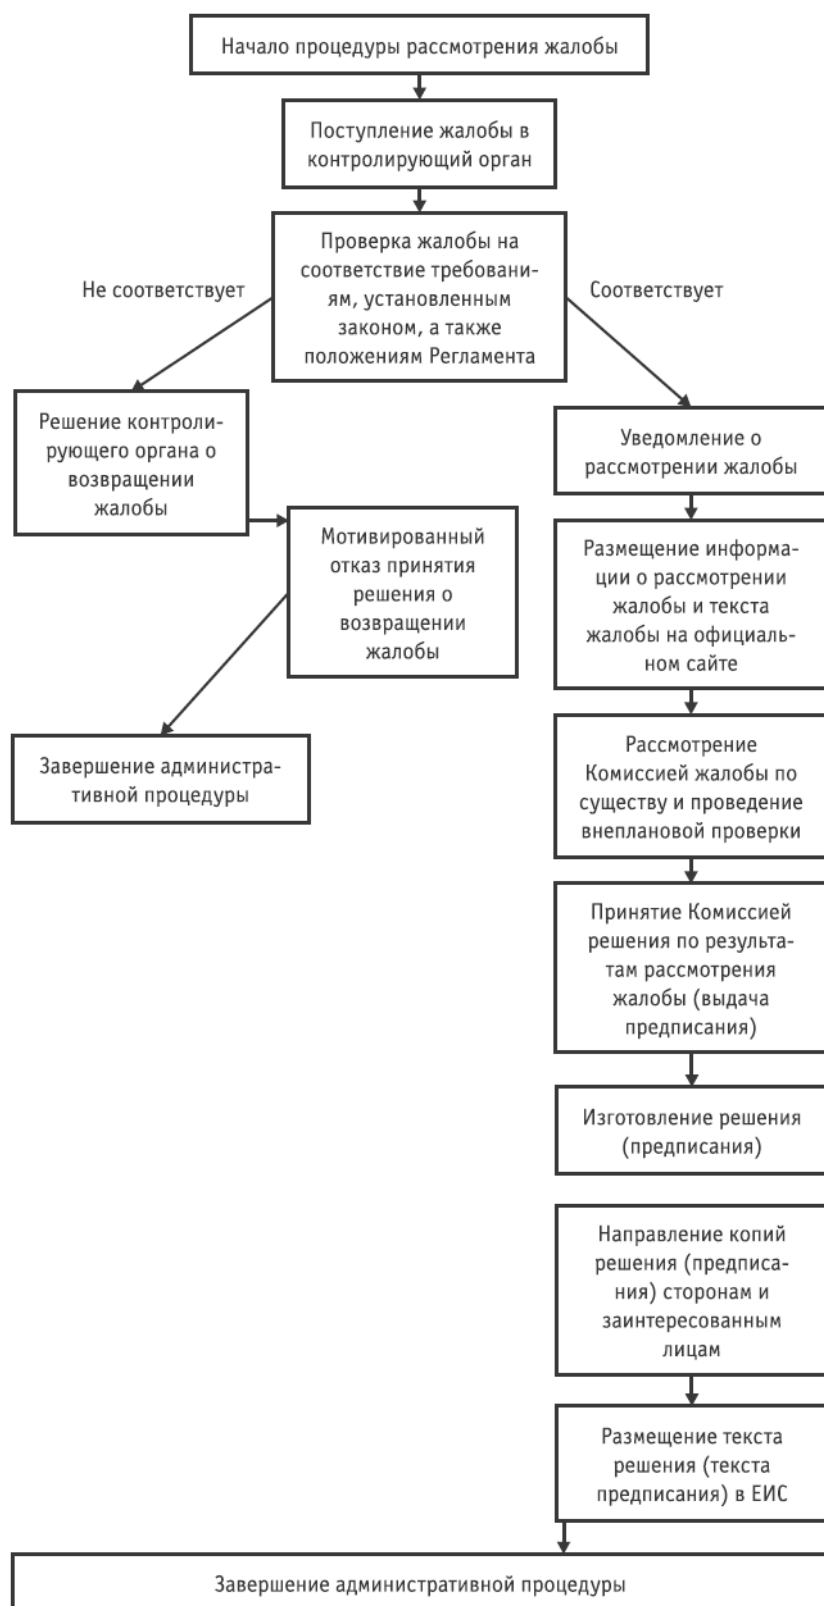 Начало процедуры рассмотрения жалобы
Поступление жалобы в
контролирующий орган
Проверка жалобы на
соответствие требовани-
ям, установленным
законом, а также
положениям Регламента
Не соответствует
Соответствует
Решение контроли-
рующего органа о
возвращении
жалобы
Мотивированный
отказ принятия
решения о
возвращении
жалобы
Завершение администра-
тивной процедуры
Уведомление о
рассмотрении жалобы
Размещение информа-
ции о рассмотрении
жалобы и текста
жалобы на официаль-
ном сайте
Рассмотрение
Комиссией жалобы по
существу и проведение
внеплановой проверки
Принятие Комиссией
решения по результа-
там рассмотрения
жалобы (выдача
предписания)
Изготовление решения
(предписания)
Направление копий
решения (предписа-
ния) сторонам и
заинтересованным
лицам
Размещение текста
решения (текста
предписания) в ЕИС
Завершение административной процедуры